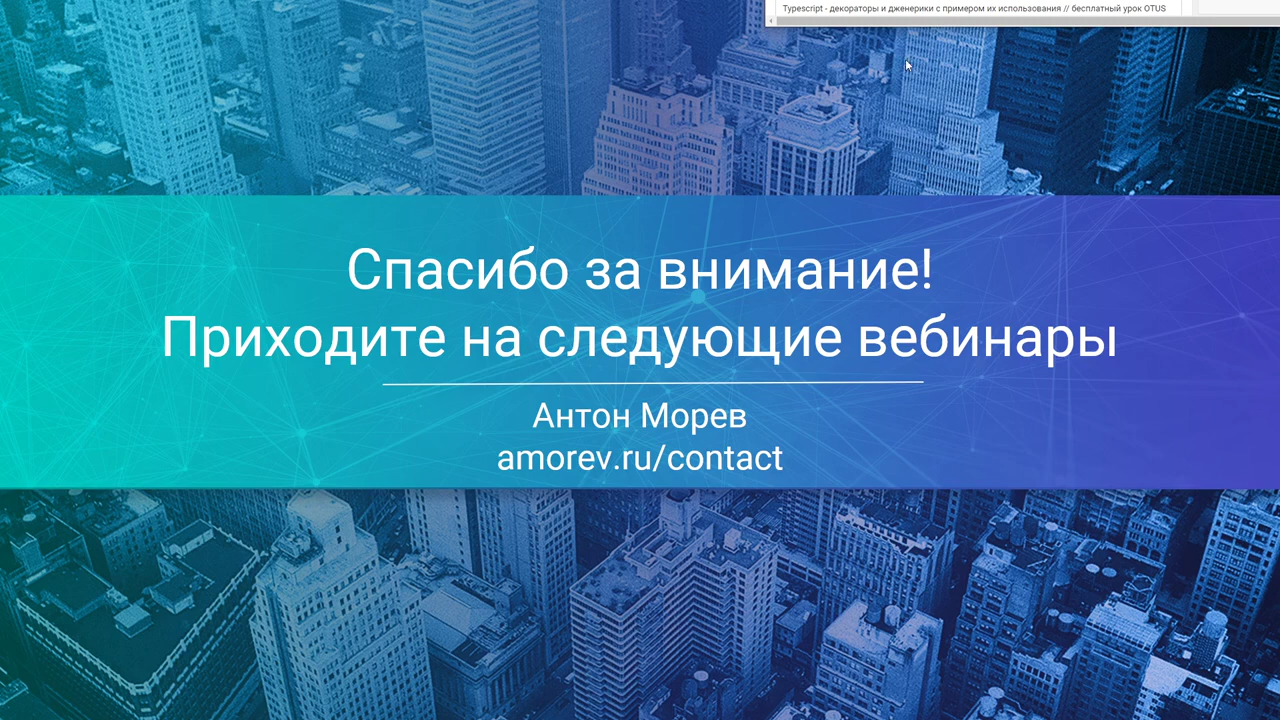 Typescript - декораторы и дженерики с примером их использования // бесплатный урок OTUS
Спасибо за внимание!
Приходите на следующие вебинары
Антон Морев
amorev.ru/contact